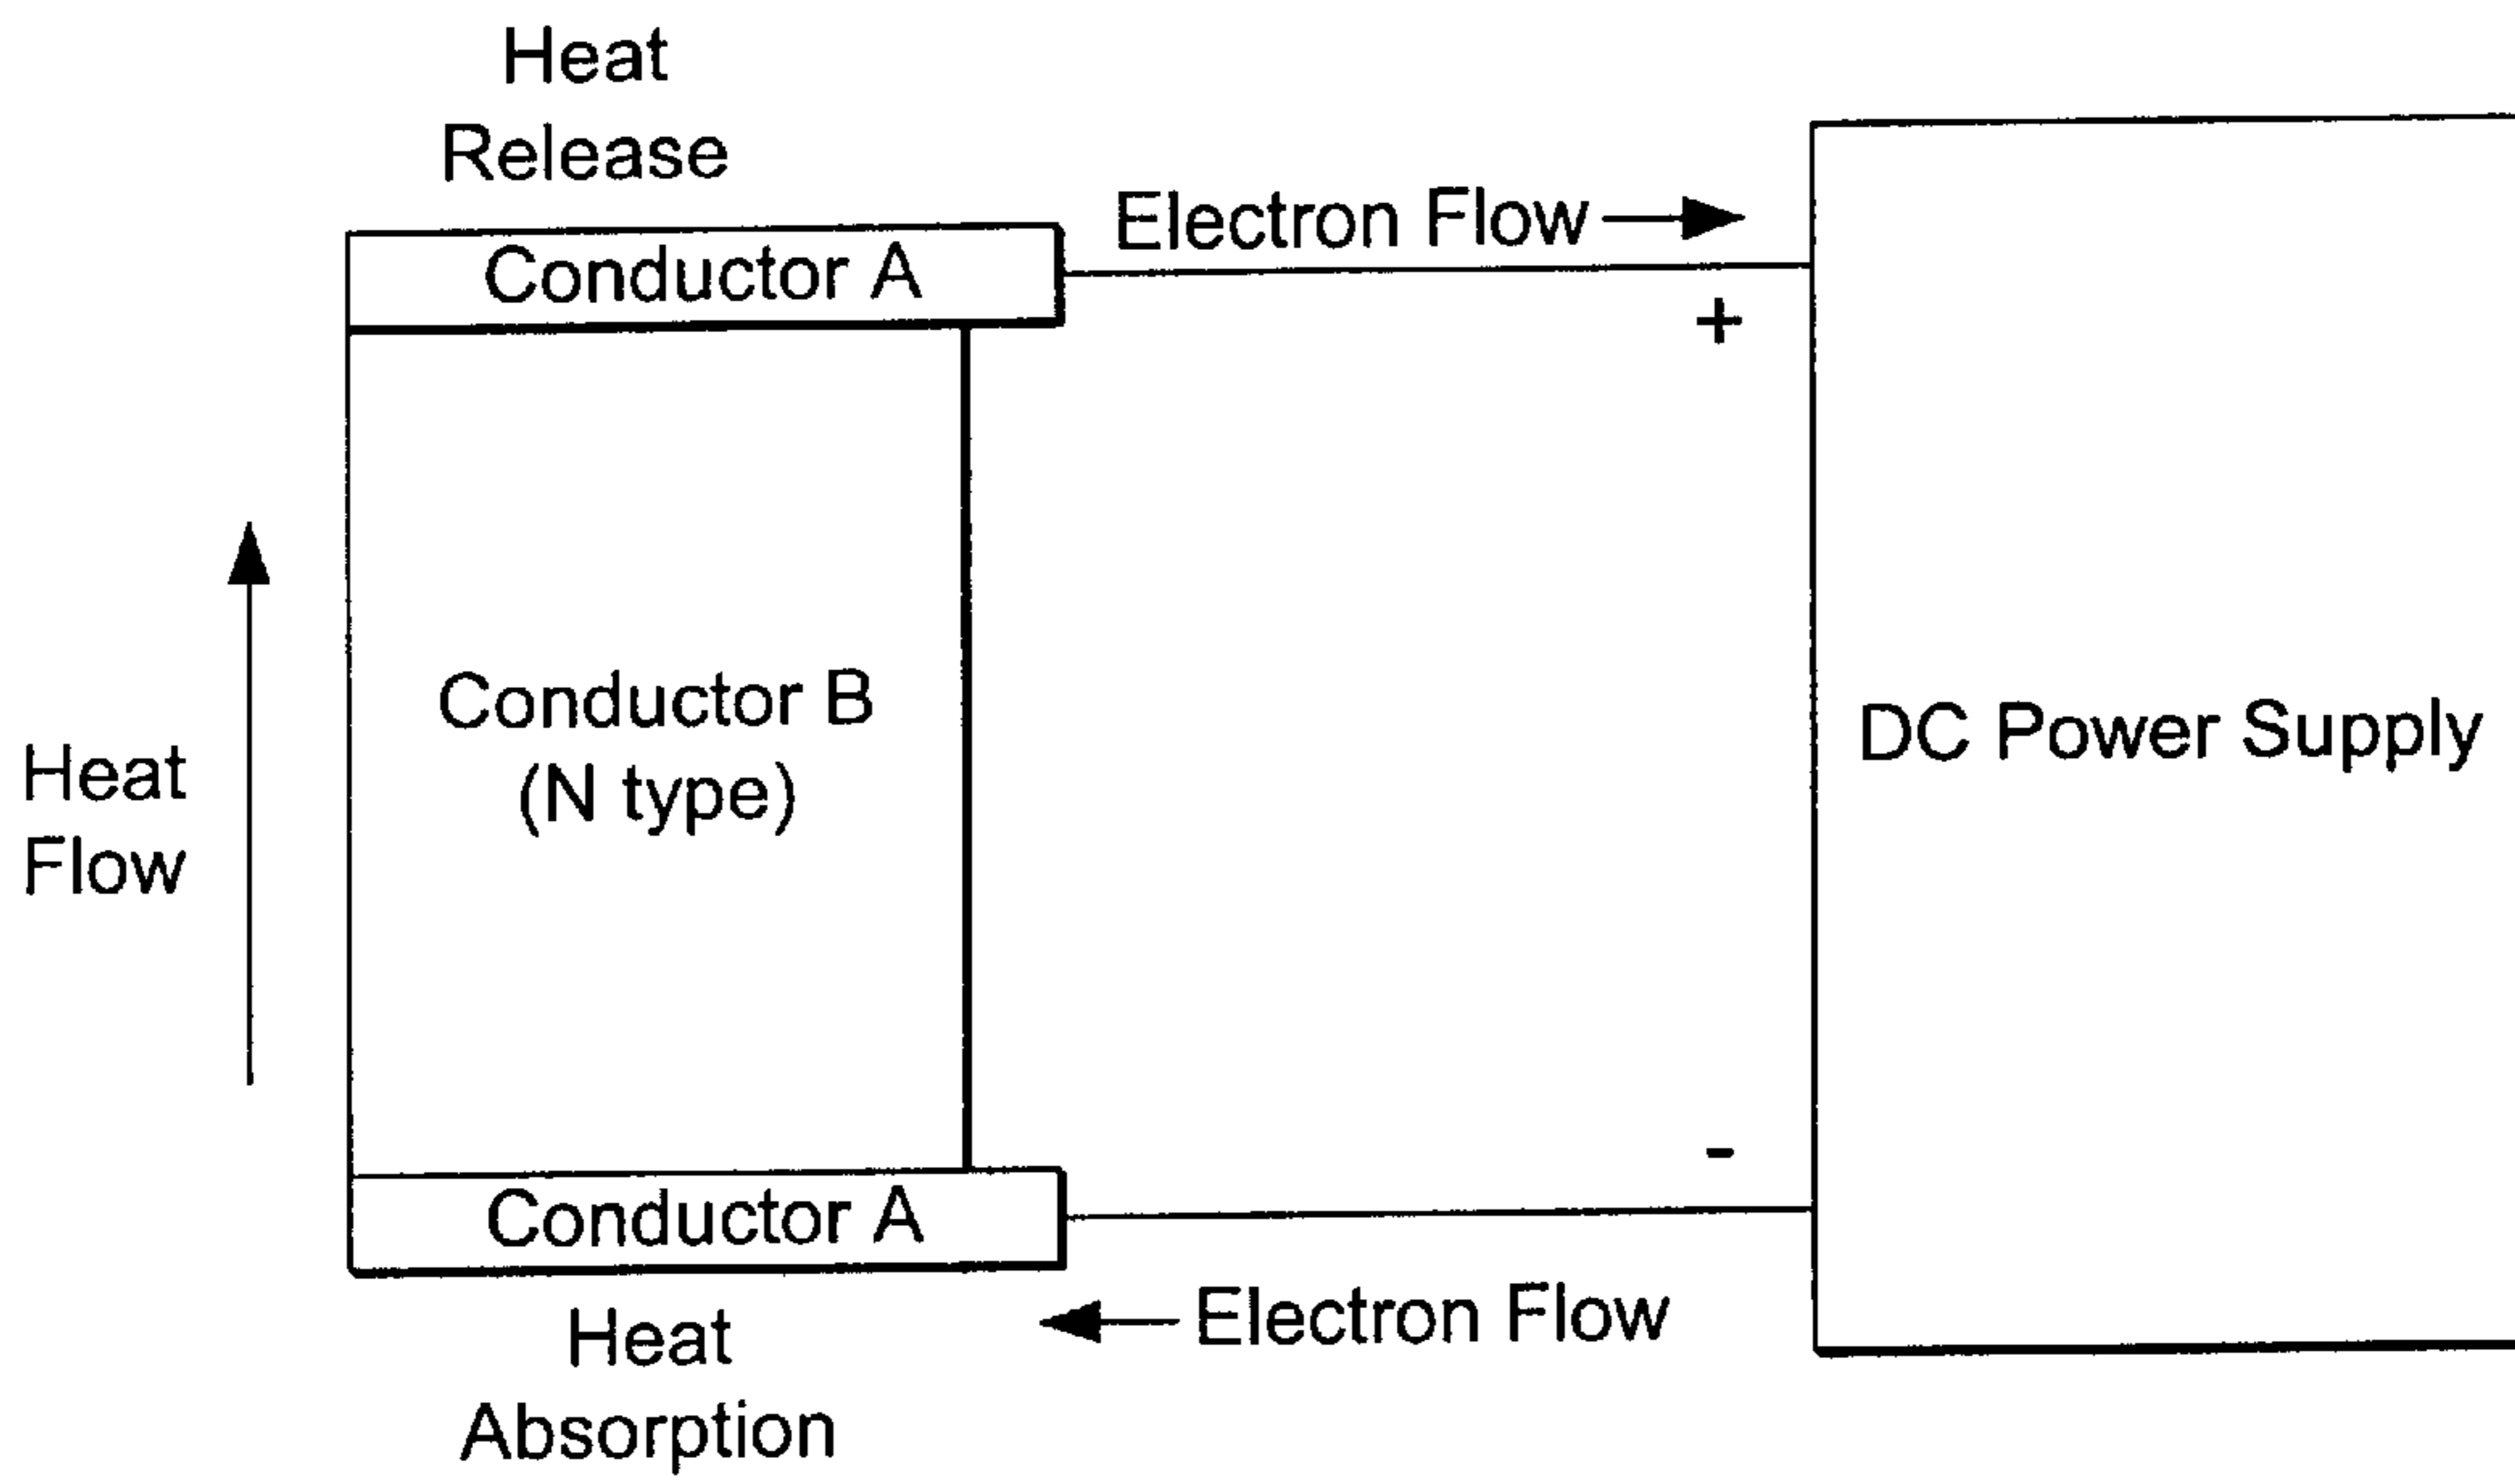 Heat
Release
Conductor A
Electron Flow
+
Conductor B
(N type)
Heat
Flow
DC Power Supply
-
Conductor A
Electron Flow
Heat
Absorption